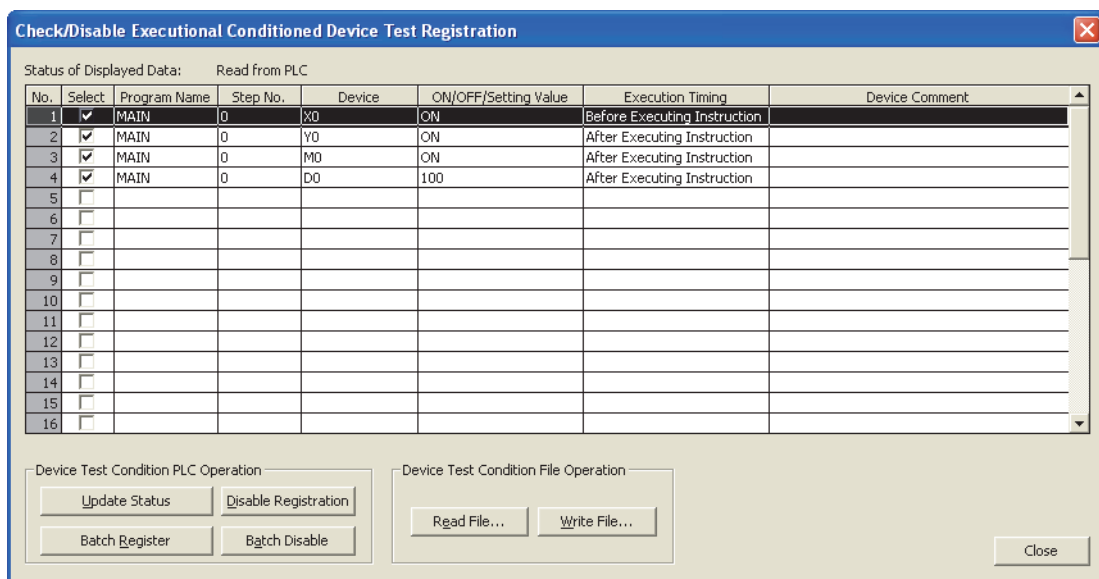 Check/Disable Executional Conditioned Device Test Registration
Status of Displayed Data: Read from PLC
No. Select Program Name Step No. Device ON/OFF/Setting Value Execution Timing Device Comment
1 MAIN 0 X0 ON Before Executing Instruction
2 MAIN 0 Y0 ON After Executing Instruction
3 MAIN 0 M0 ON After Executing Instruction
4 MAIN 0 D0 100 After Executing Instruction
5
6
7
8
9
10
11
12
13
14
15
16
Device Test Condition PLC Operation Device Test Condition File Operation
Update Status Disable Registration
Read File... Write File...
Batch Register Batch Disable
Close